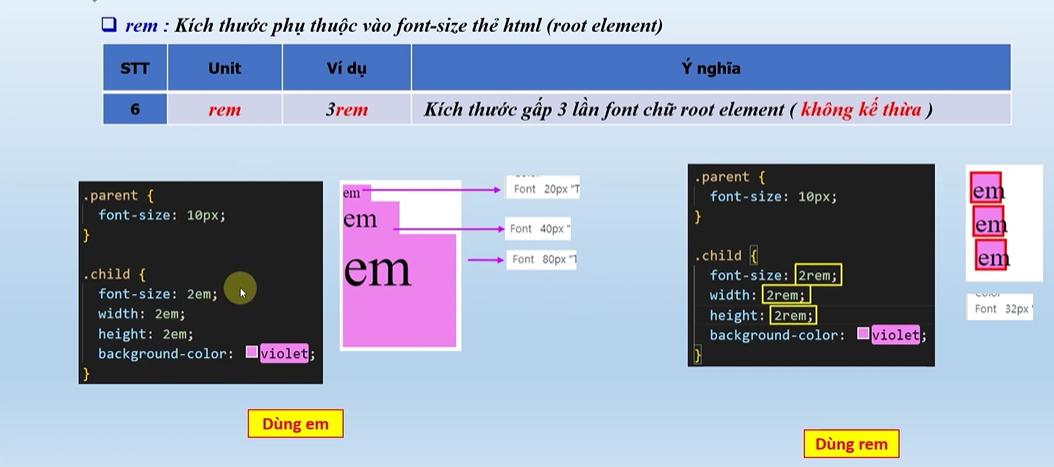 rem : Kích thước phụ thuộc vào font-size thẻ html (root element)
STT Unit Ví dụ Ý nghĩa
6 rem 3rem Kích thước gấp 3 lần font chữ root element ( không kế thừa )
.parent {
font-size: 10px;
}
.child {
font-size: 2em;
width: 2em;
height: 2em;
background-color: violet;
}
em
em
em
Font 20px "T
Font 40px "
Font 80px "T
Dùng em
.parent {
font-size: 10px;
}
.child {
font-size: 2rem;
width: 2rem;
height: 2rem;
background-color: violet;
}
em
em
em
Font 32px
Dùng rem